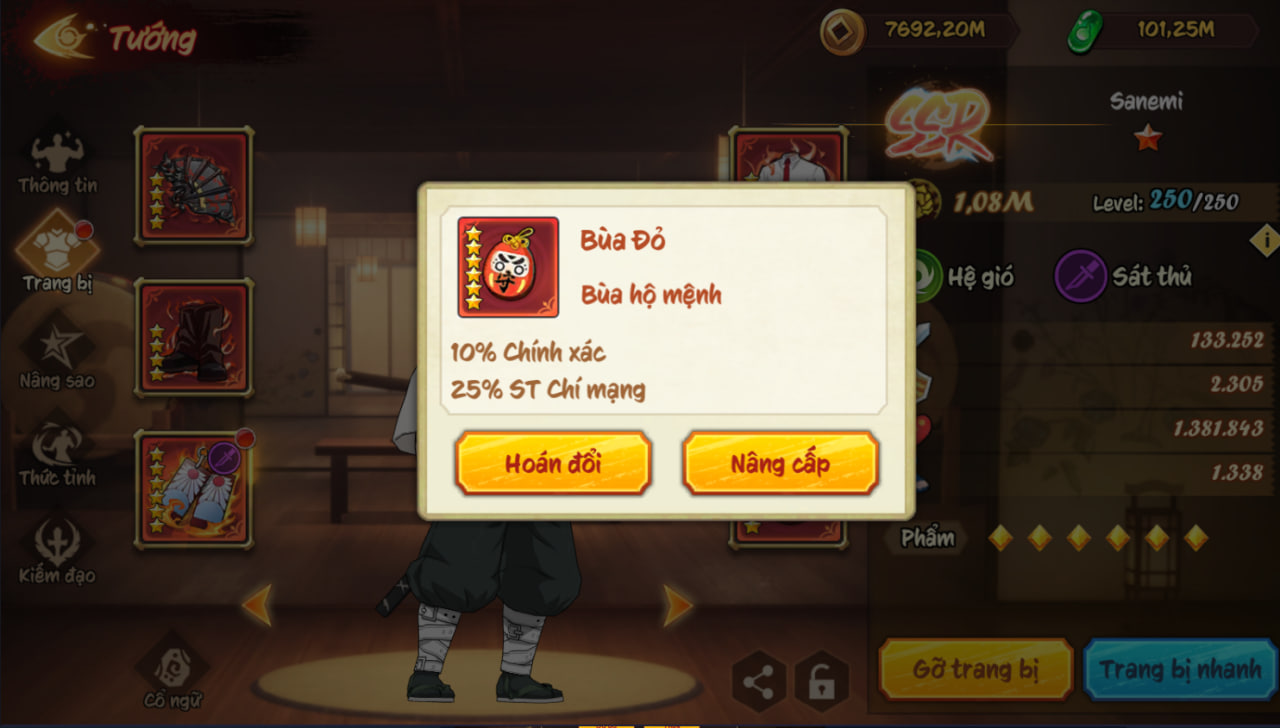 Tướng
7692,20M
101,25M
Thông tin
Trang bị
Nâng sao
Thức tỉnh
Kiếm đạo
Cổ ngữ
Bùa Đỏ
Bùa hộ mệnh
10% Chính xác
25% ST Chí mạng
Hoán đổi
Nâng cấp
SSR
Sanemi
1,08M
Level: 250/250
Hệ gió
Sát thủ
133.252
2.305
1.381.843
1.338
Phẩm
Gỡ trang bị
Trang bị nhanh